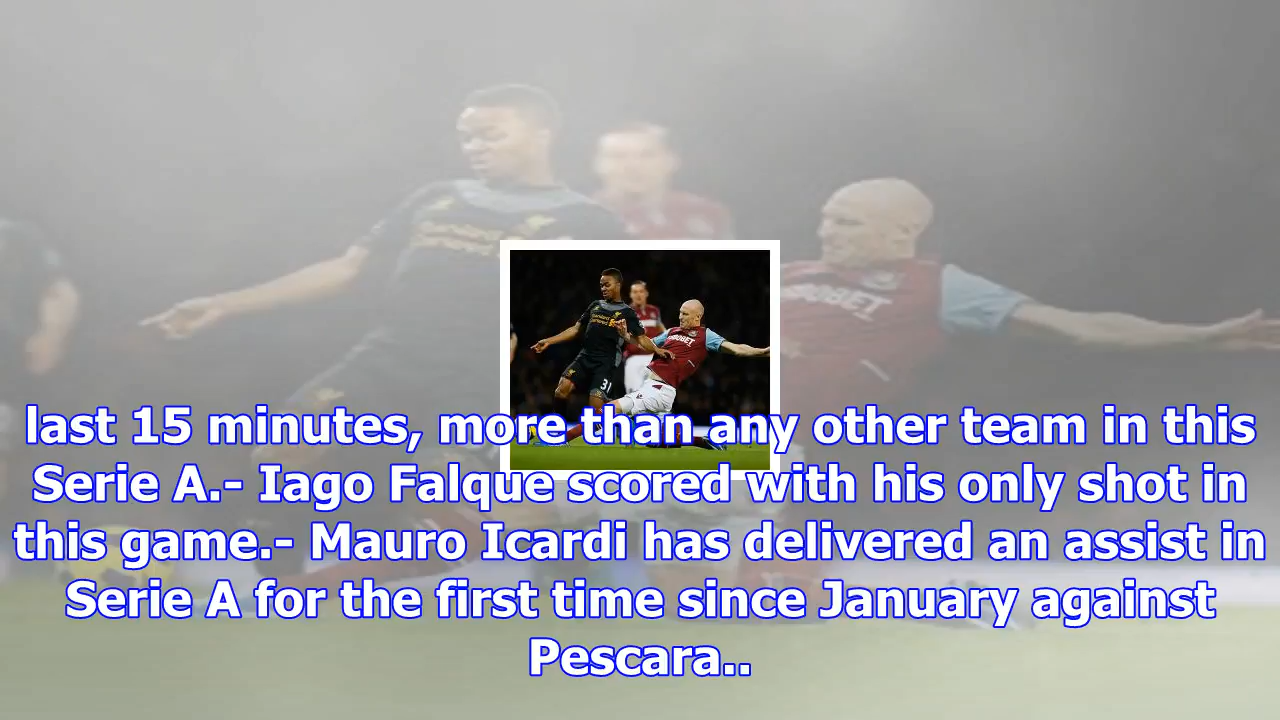 last 15 minutes, more than any other team in this
Serie A.- Iago Falque scored with his only shot in
this game.- Mauro Icardi has delivered an assist in
Serie A for the first time since January against
Pescara..
31